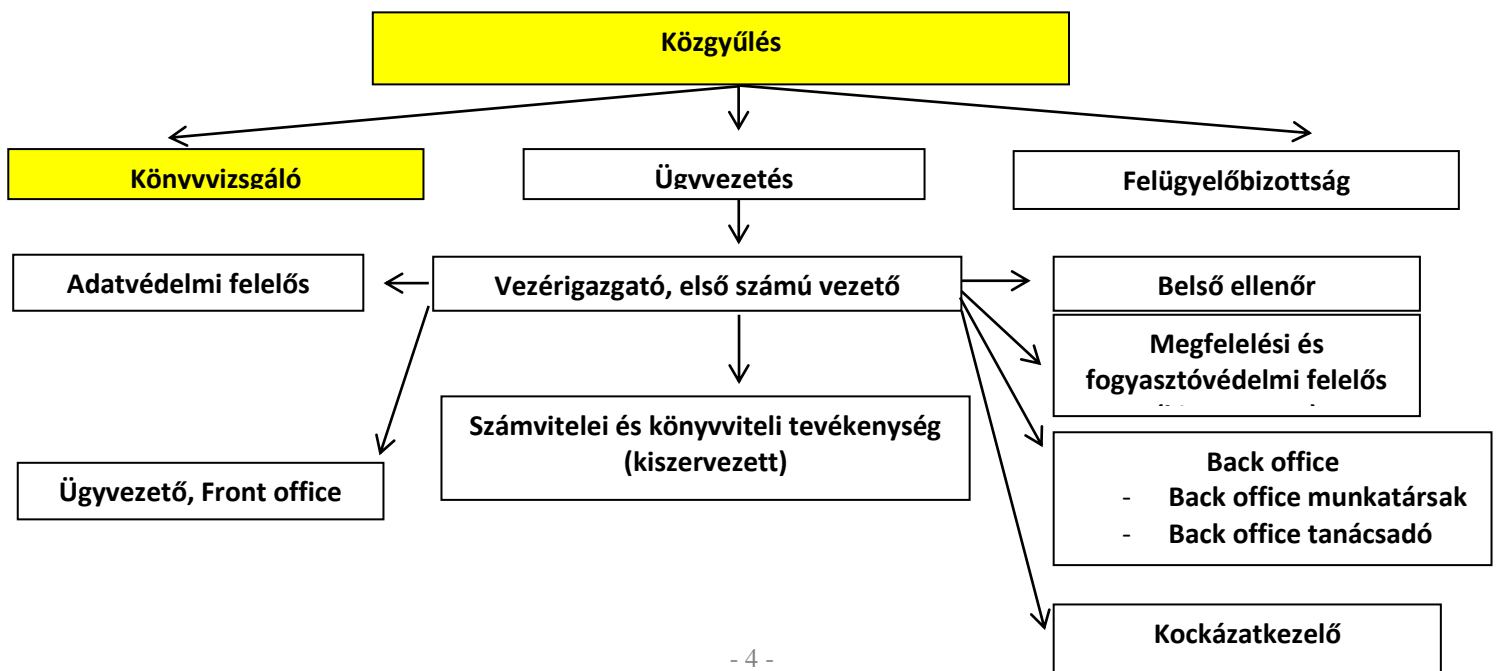 Közgyűlés
Könyvvizsgáló
Ügyvezetés
Felügyelőbizottság
Adatvédelmi felelős
Vezérigazgató, első számú vezető
Belső ellenőr
Megfelelési és
fogyasztóvédelmi felelős
Számvitelei és könyvviteli tevékenység
(kiszervezett)
Ügyvezető, Front office
Back office
- Back office munkatársak
- Back office tanácsadó
Kockázatkezelő
- 4 -